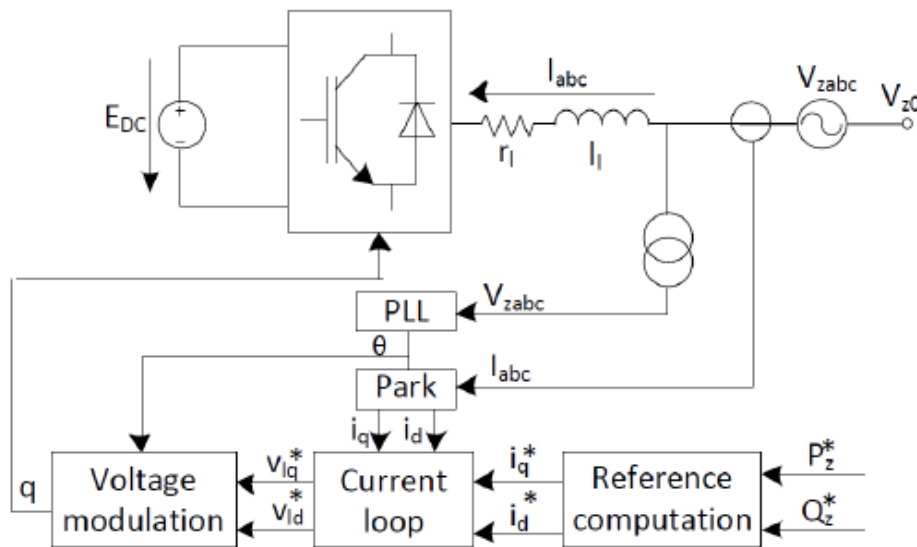 I_abc
V_zabc
V_z0
E_DC
+
−
r_l
l_l
V_zabc
PLL
θ
I_abc
Park
i_q
i_d
P_z*
v_lq*
i_q*
q
Voltage
modulation
Current
loop
Reference
computation
v_ld*
i_d*
Q_z*